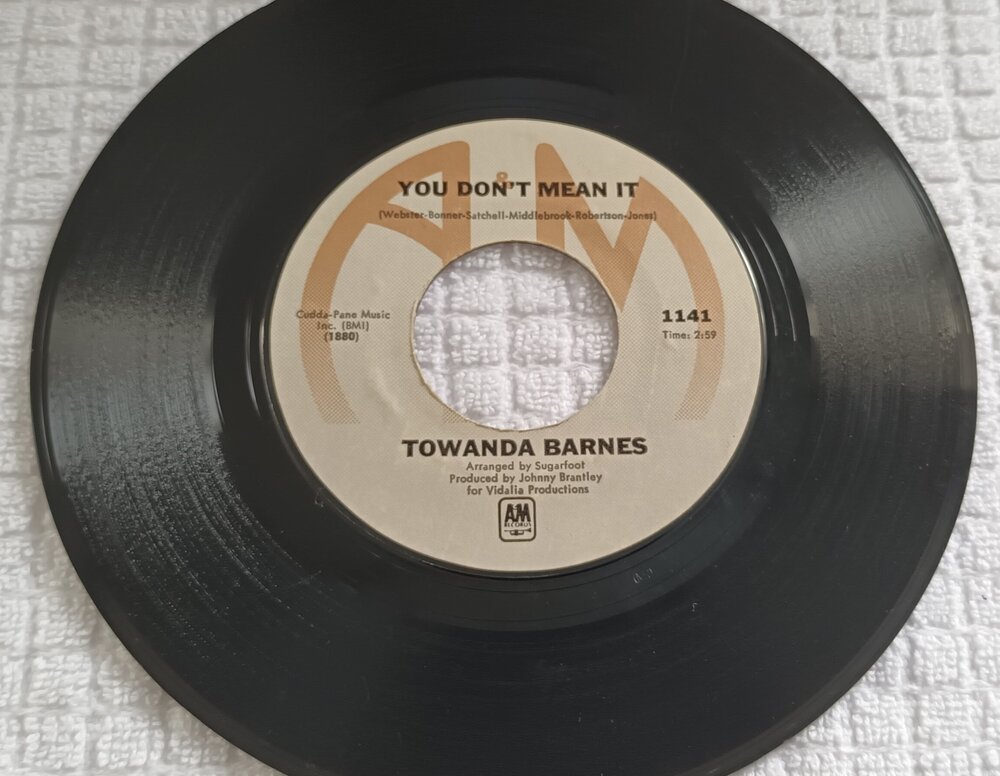 A&M
YOU DON'T MEAN IT
(Webster-Bonner-Satchell-Middlebrook-Robertson-Jones)
Cudda-Pane Music
Inc. (BMI)
(1880)
1141
Time: 2:59
TOWANDA BARNES
Arranged by Sugarfoot
Produced by Johnny Brantley
for Vidalia Productions
A&M
RECORDS